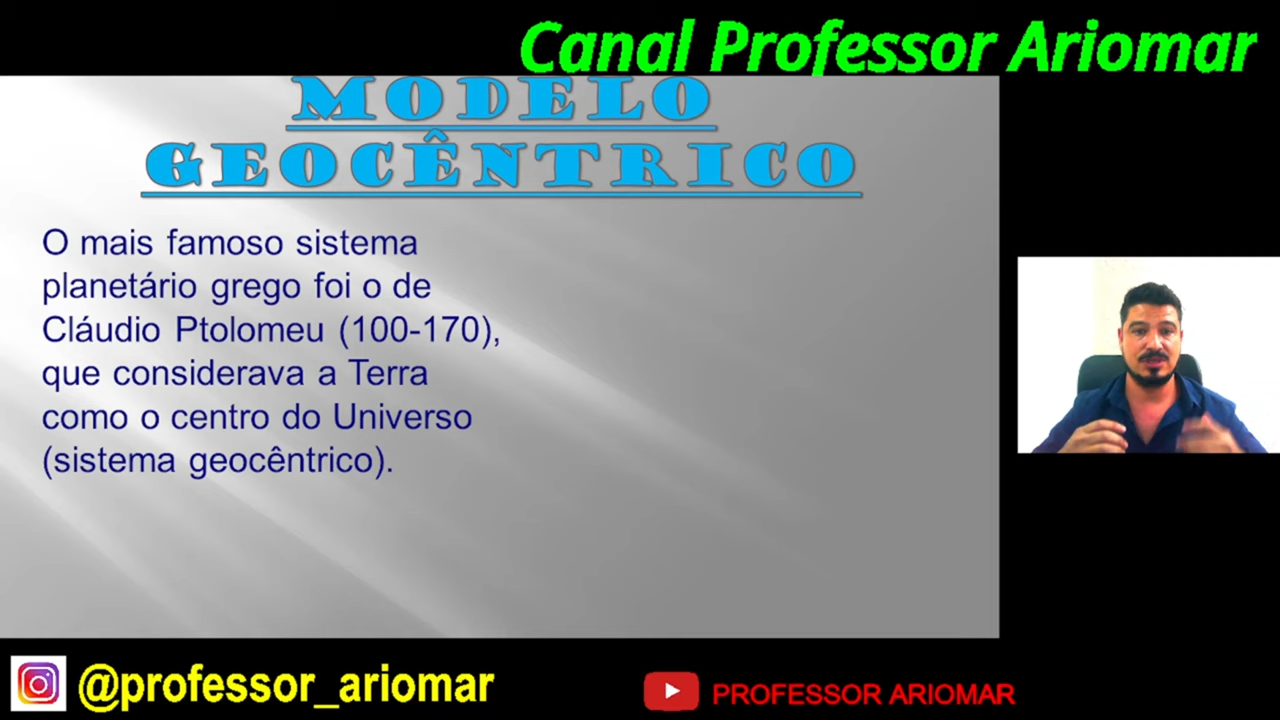 Canal Professor Ariomar
MODELO
GEOCÊNTRICO
O mais famoso sistema
planetário grego foi o de
Cláudio Ptolomeu (100-170),
que considerava a Terra
como o centro do Universo
(sistema geocêntrico).
@professor_ariomar
PROFESSOR ARIOMAR